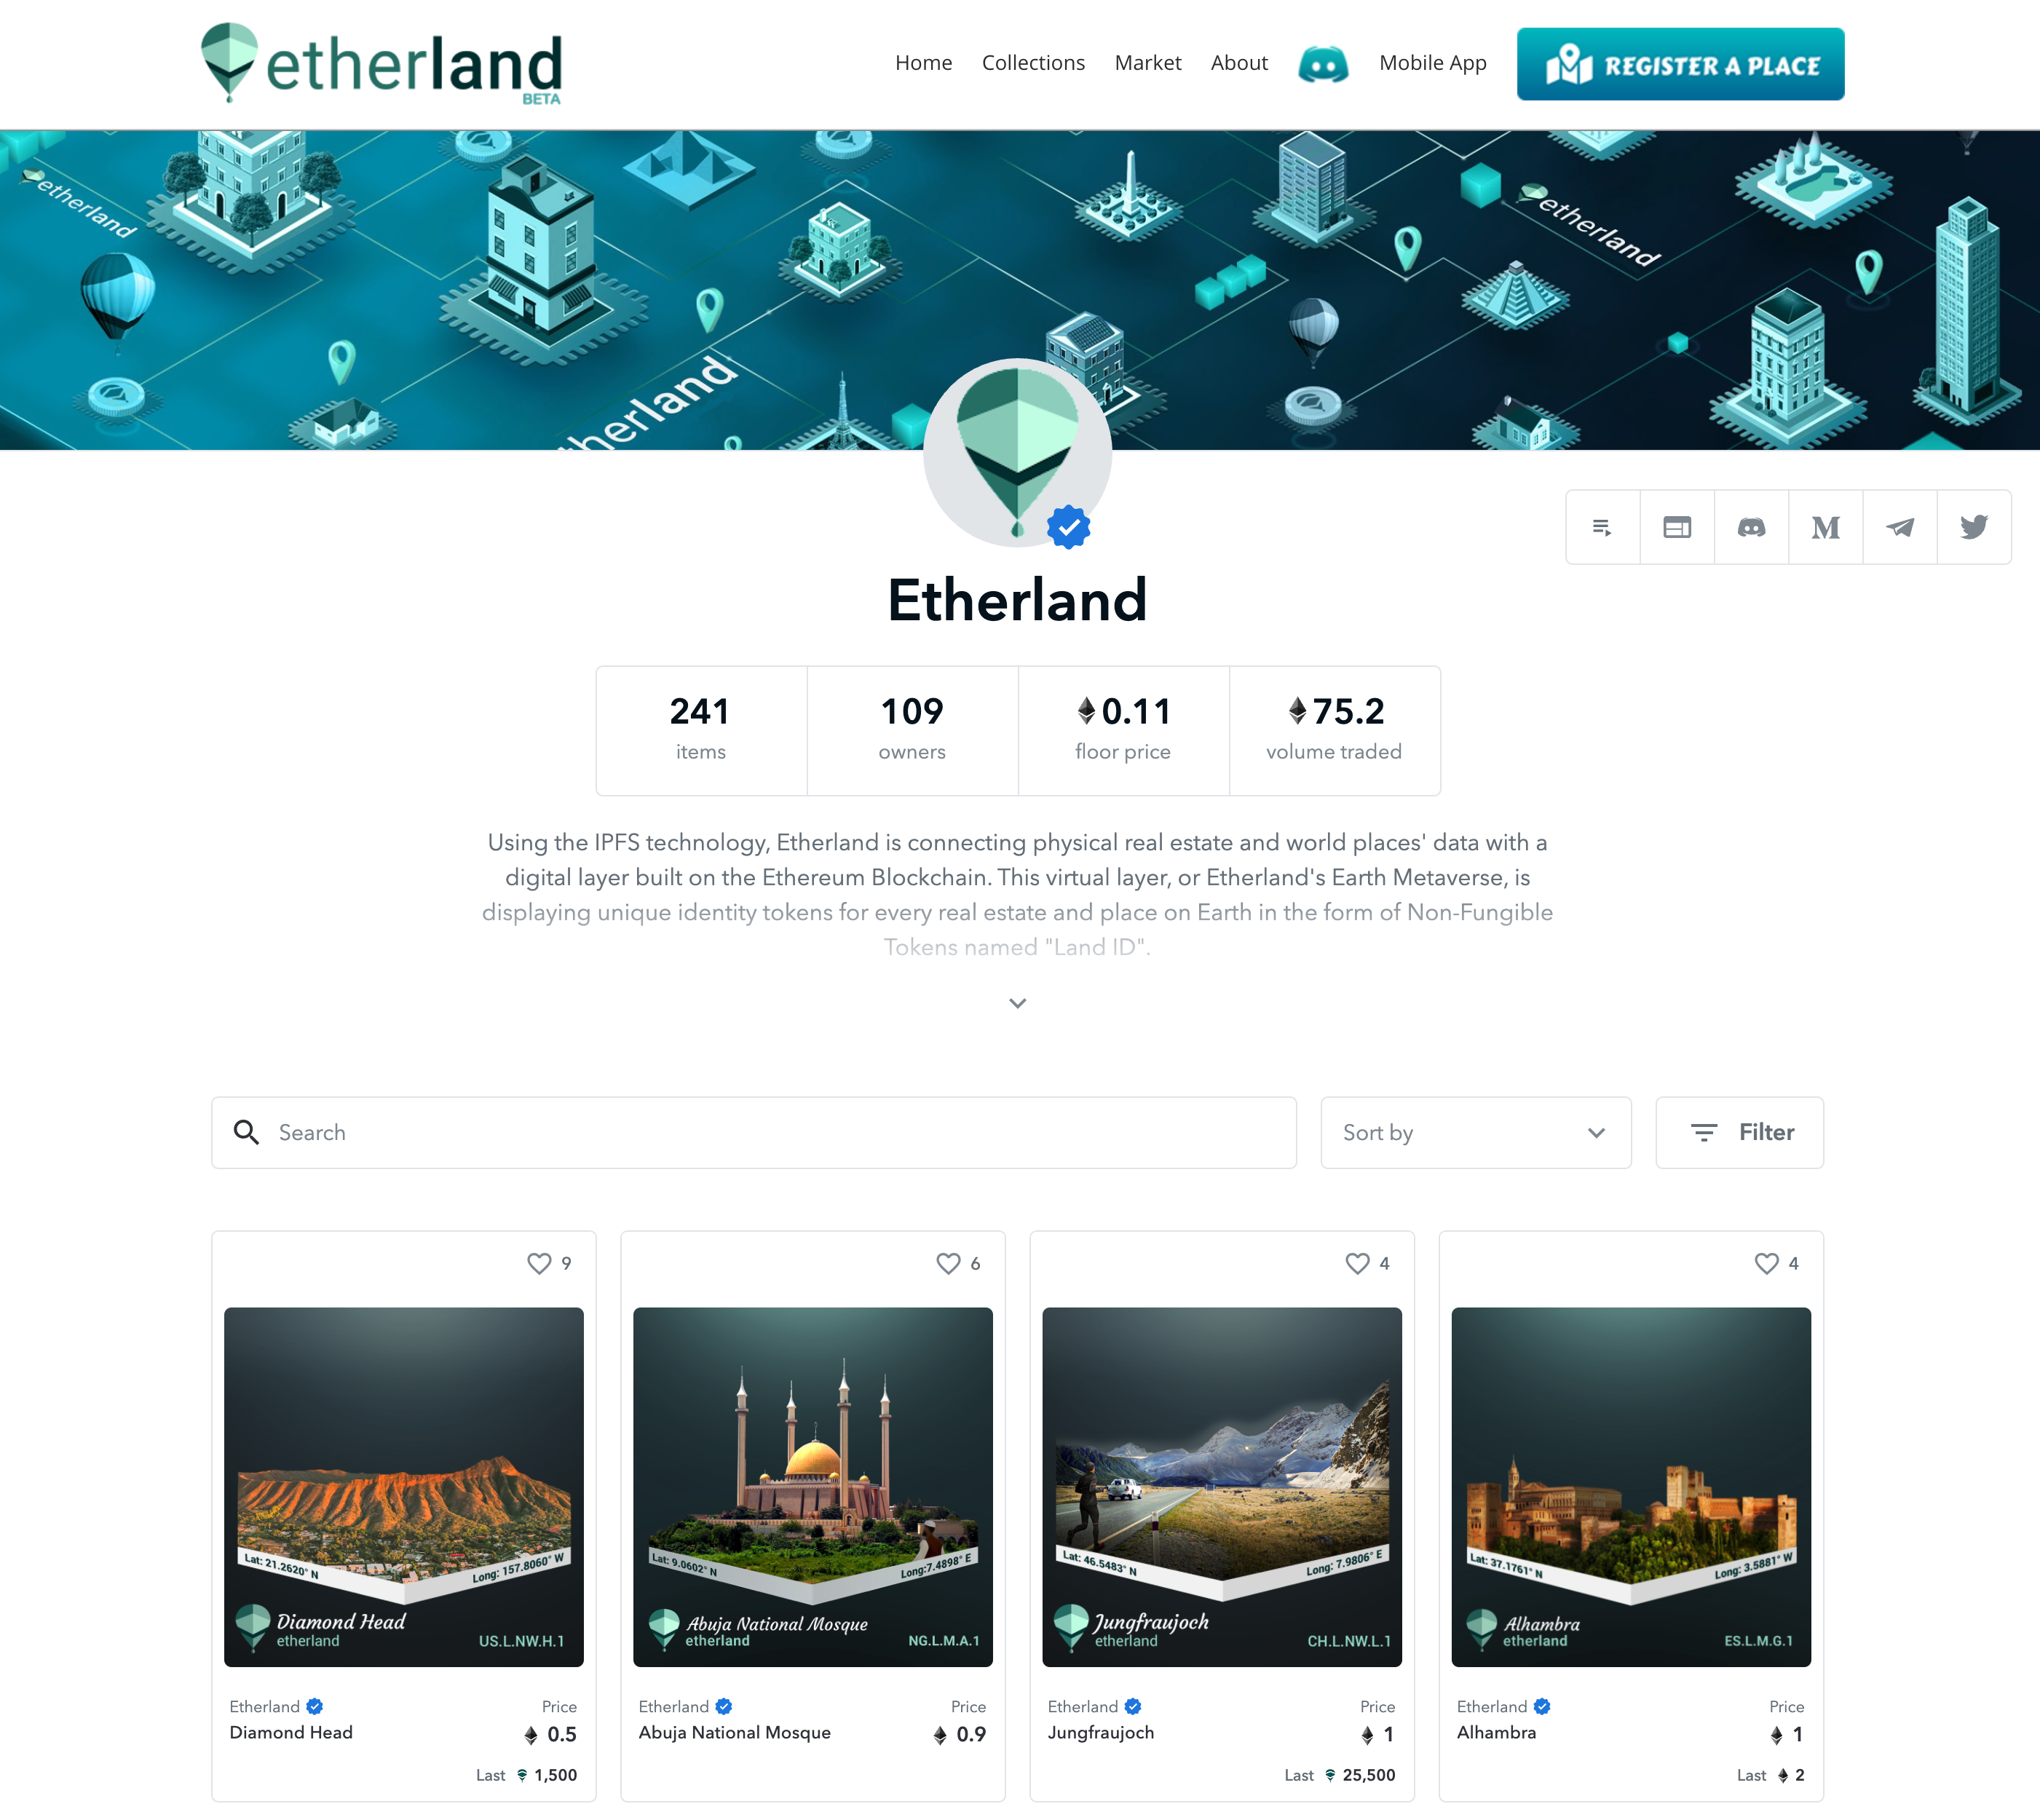 etherland
BETA
Home
Collections
Market
About
Mobile App
REGISTER A PLACE
etherland
etherland
therland
Etherland
241
items
109
owners
0.11
floor price
75.2
volume traded
Using the IPFS technology, Etherland is connecting physical real estate and world places' data with a
digital layer built on the Ethereum Blockchain. This virtual layer, or Etherland's Earth Metaverse, is
displaying unique identity tokens for every real estate and place on Earth in the form of Non-Fungible
Tokens named "Land ID".
Search
Sort by
Filter
9
Lat: 21.2620° N
Long: 157.8060° W
Diamond Head
etherland
US.L.NW.H.1
Etherland
Price
Diamond Head
0.5
Last 1,500
6
Lat: 9.0602° N
Long:7.4898° E
Abuja National Mosque
etherland
NG.L.M.A.1
Etherland
Price
Abuja National Mosque
0.9
4
Lat: 46.5483° N
Long: 7.9806° E
Jungfraujoch
etherland
CH.L.NW.L.1
Etherland
Price
Jungfraujoch
1
Last 25,500
4
Lat: 37.1761° N
Long: 3.5881° W
Alhambra
etherland
ES.L.M.G.1
Etherland
Price
Alhambra
1
Last 2